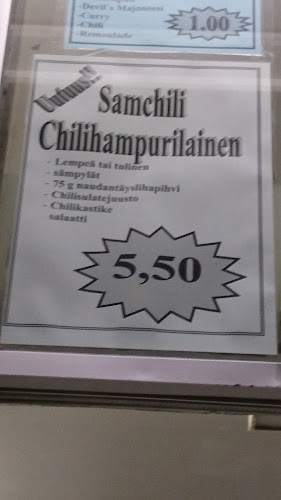 -Devil's Majoneesi
-Curry
-Chili
-Remoulade
1.00
Uutuus!!
Samchili
Chilihampurilainen
- Lempeä tai tulinen
- sämpylät
- 75 g naudantäyslihapihvi
- Chilisulatejuusto
- Chilikastike
salaatti
5,50